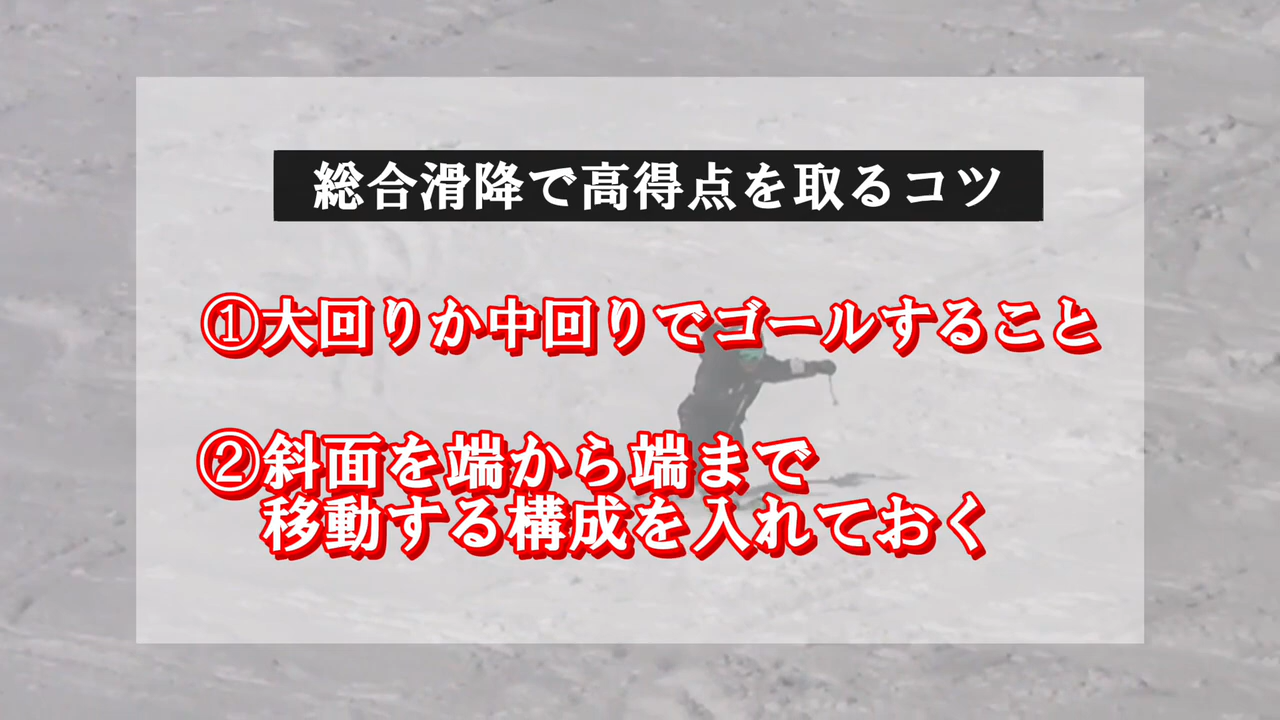 総合滑降で高得点を取るコツ
①大回りか中回りでゴールすること
②斜面を端から端まで
移動する構成を入れておく